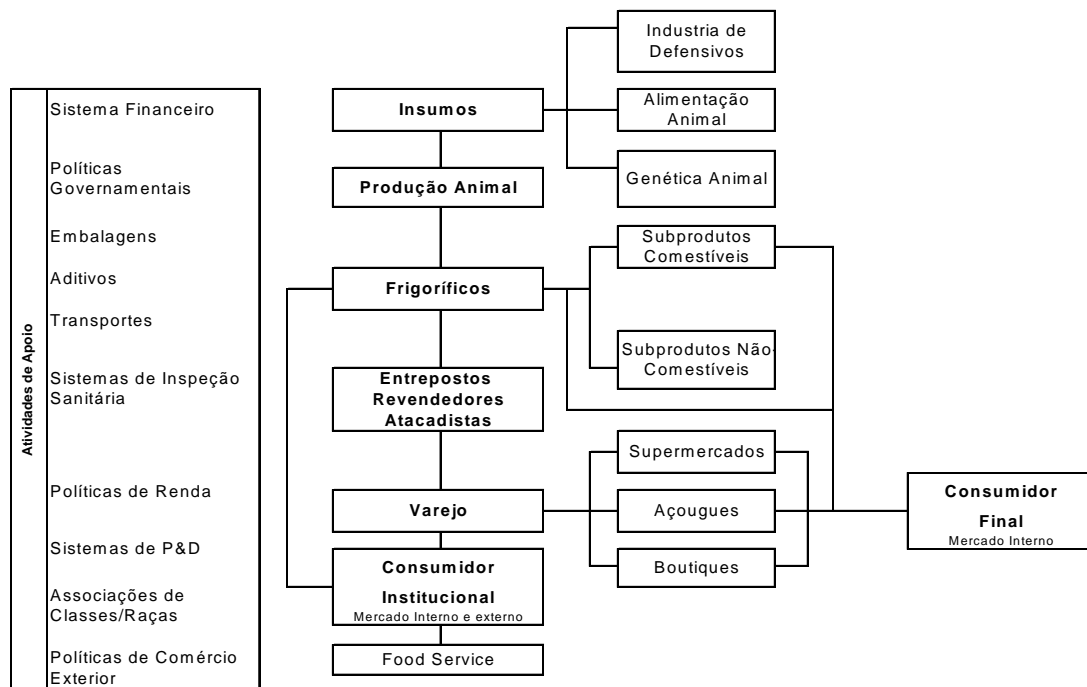 Atividades de Apoio
Sistema Financeiro
Políticas
Governamentais
Embalagens
Aditivos
Transportes
Sistemas de Inspeção
Sanitária
Políticas de Renda
Sistemas de P&D
Associações de
Classes/Raças
Políticas de Comércio
Exterior
Insumos
Produção Animal
Frigoríficos
Entrepostos
Revendedores
Atacadistas
Varejo
Consumidor
Institucional
Mercado Interno e externo
Food Service
Industria de
Defensivos
Alimentação
Animal
Genética Animal
Subprodutos
Comestíveis
Subprodutos Não-
Comestíveis
Supermercados
Açougues
Boutiques
Consumidor
Final
Mercado Interno